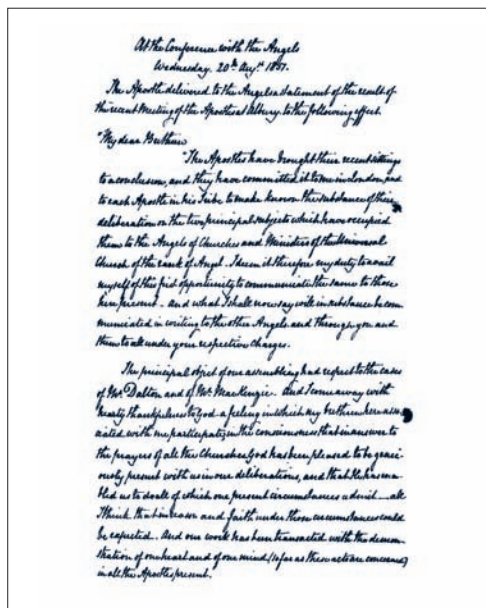 At the Conference with the Angels
Wednesday. 20th Augst. 1851.
The Apostle delivered to the Angels a statement of the result of
the recent Meeting of the Apostles at Albury to the following effect.
"My dear Brethren
"The Apostles have brought their recent sittings
to a conclusion, and they have committed it to me in London, and
to each Apostle in his Tribe to make known the substance of their
deliberation on the two principal subjects which have occupied
them to the Angels of Churches and Ministers of the Universal
Church of the rank of Angel. I deem it therefore my duty to avail
myself of this first opportunity to communicate the same to those
here present. And what I shall now say will in substance be com
municated in writing to the other Angels and through you and
them to all under your respective charges.
The principal object of our assembling had respect to the cases
of Mr. Dalton and of Mr. MacKenzie. And I come away with
hearty thankfulness to God a feeling in which my brethren here asso
ciated with me participate in the consciousness that in answer to
the prayers of all the Churches God has been pleased to be graci
ously present with us in our deliberations, and that He has ena
bled us to do all of which our present circumstances admit — all
I think that in reason and faith under those circumstances could
be expected. And our work has been transacted with the demon
stration of one heart and of one mind (so far as these acts are concerned)
in all the Apostles present.